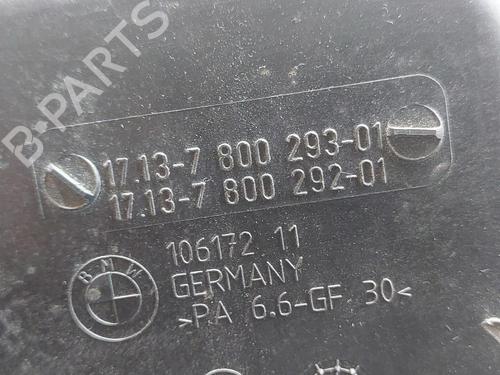 B-PARTS
17.13-7 800 293-01
17.13-7 800 292-01
106172 11
GERMANY
>PA 6.6-GF 30<
BMW